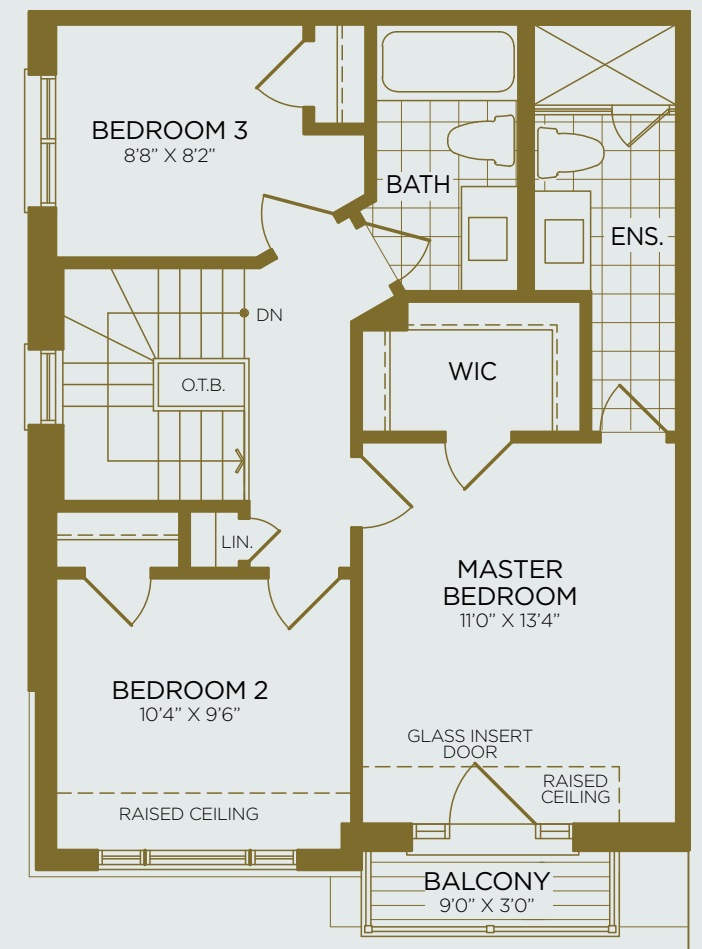 BEDROOM 3
8’8” X 8’2”
BATH
ENS.
DN
O.T.B.
WIC
LIN.
MASTER
BEDROOM
11’0” X 13’4”
BEDROOM 2
10’4” X 9’6”
GLASS INSERT
DOOR
RAISED
CEILING
RAISED CEILING
BALCONY
9’0” X 3’0”